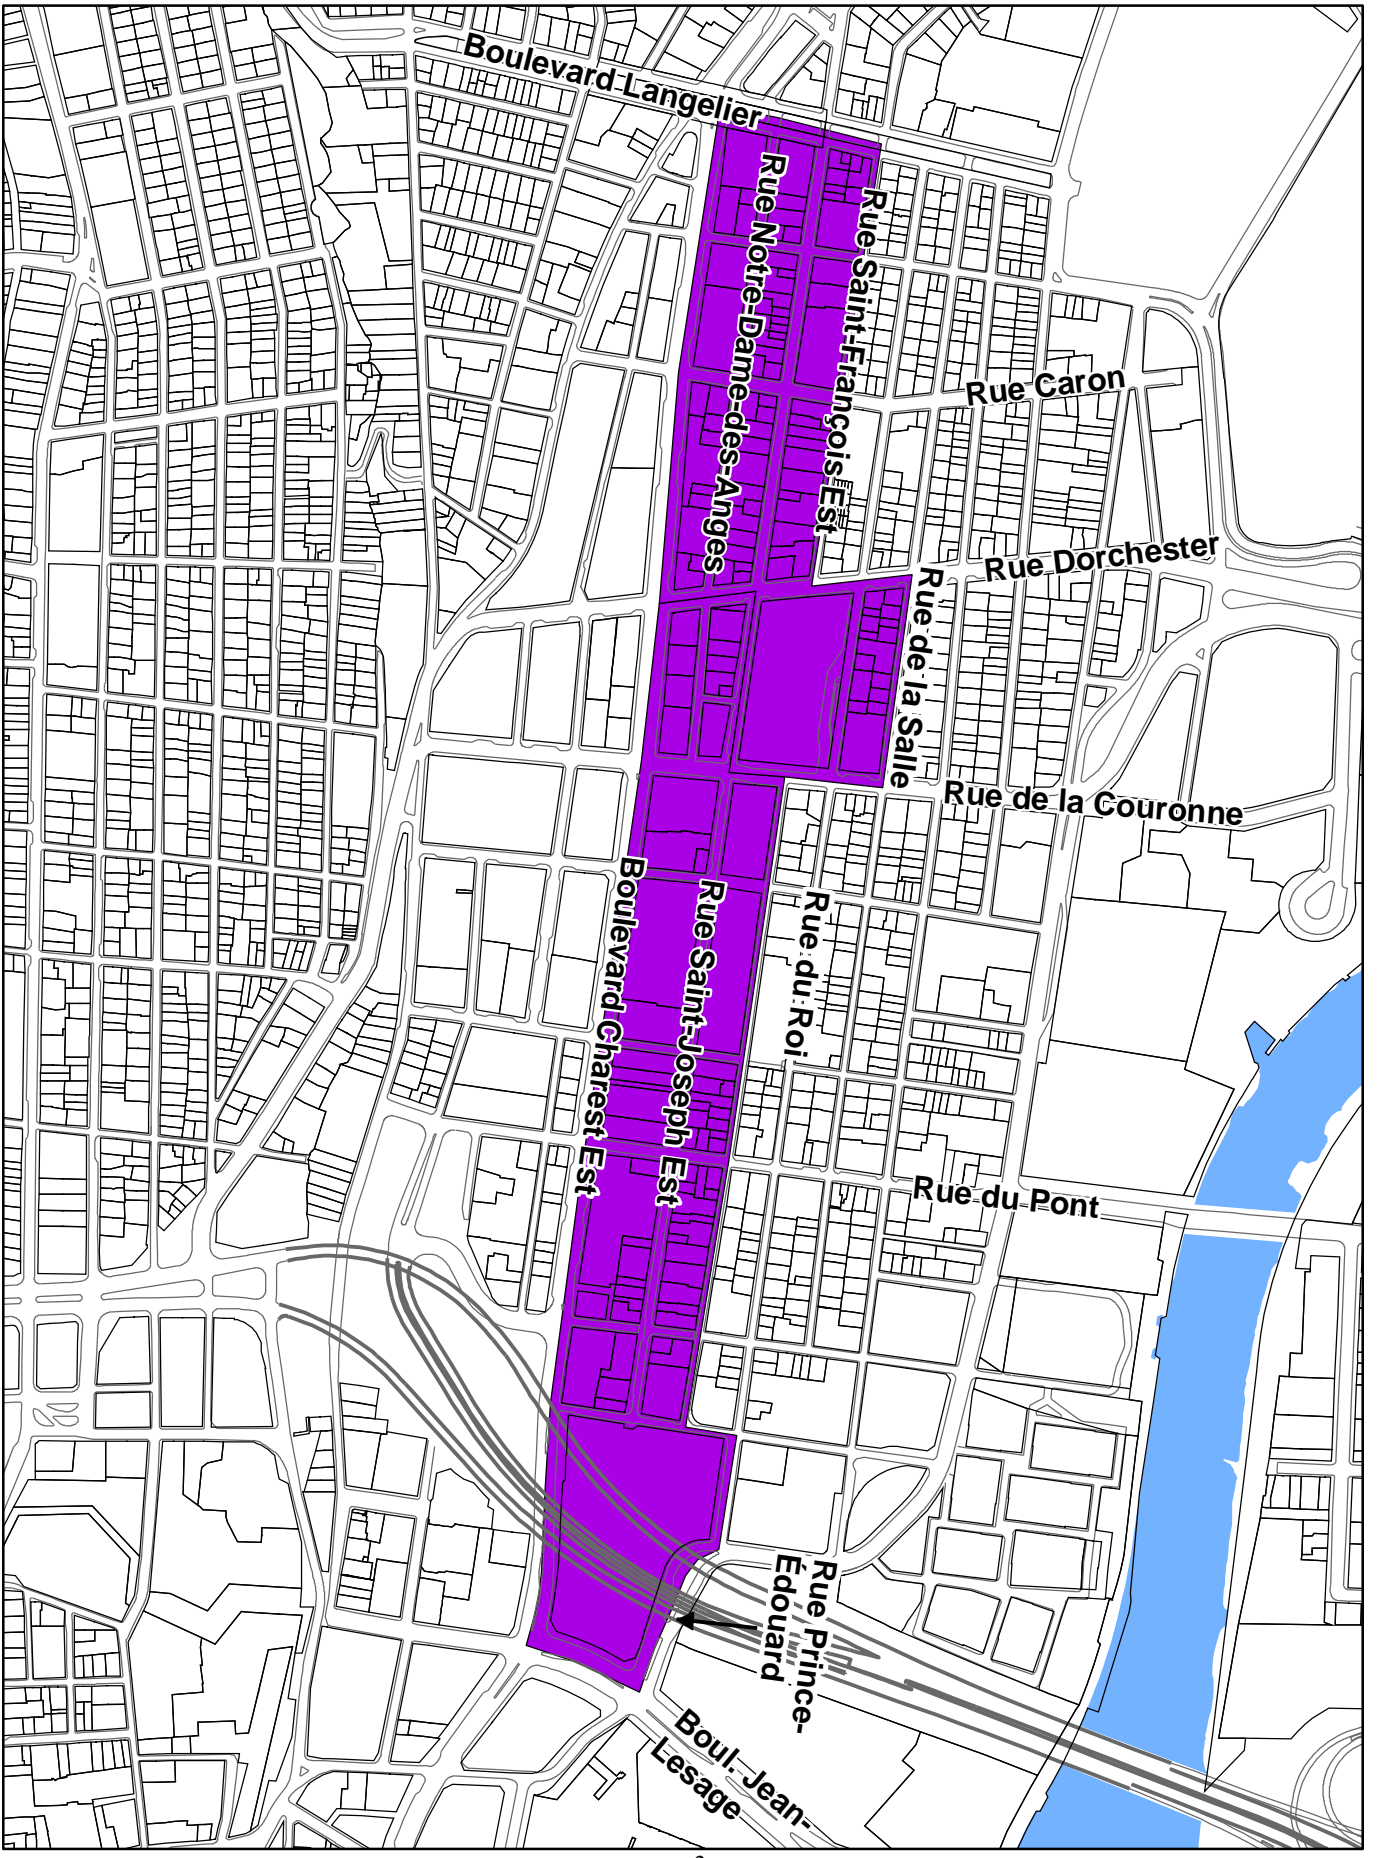 Boulevard Langelier
Rue Notre-Dame-des-Anges
Rue Saint-François Est
Rue Caron
Rue Dorchester
Rue de la Salle
Rue de la Couronne
Boulevard Charest Est
Rue Saint-Joseph Est
Rue du Roi
Rue du Pont
Rue Prince-
Edouard
Boul. Jean-
Lesage